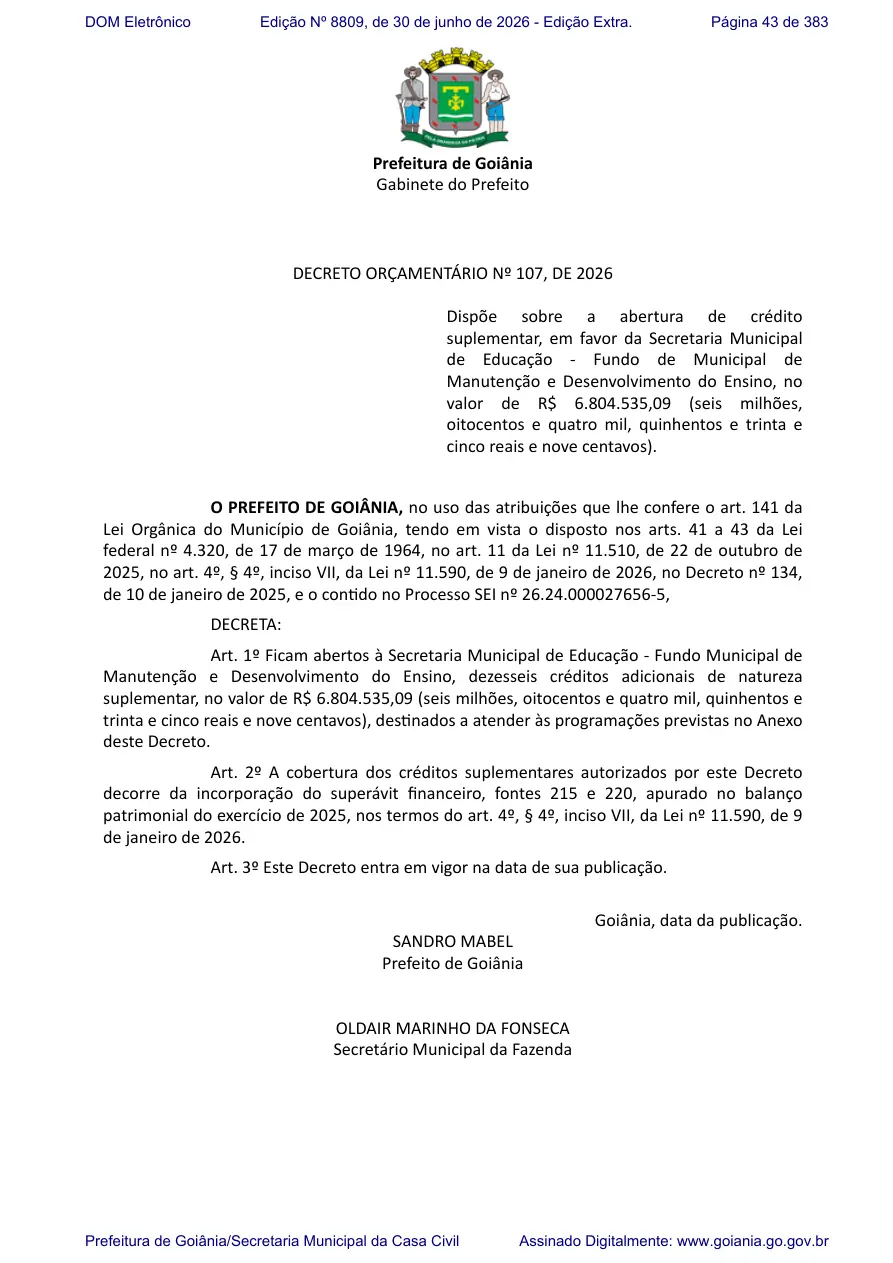 DOM Eletrônico Edição Nº 8809, de 30 de junho de 2026 - Edição Extra. Página 43 de 383
PELA GRANDEZA DA PÁTRIA
Prefeitura de Goiânia
Gabinete do Prefeito
DECRETO ORÇAMENTÁRIO Nº 107, DE 2026
Dispõe sobre a abertura de crédito
suplementar, em favor da Secretaria Municipal
de Educação - Fundo de Municipal de
Manutenção e Desenvolvimento do Ensino, no
valor de R$ 6.804.535,09 (seis milhões,
oitocentos e quatro mil, quinhentos e trinta e
cinco reais e nove centavos).
O PREFEITO DE GOIÂNIA, no uso das atribuições que lhe confere o art. 141 da
Lei Orgânica do Município de Goiânia, tendo em vista o disposto nos arts. 41 a 43 da Lei
federal nº 4.320, de 17 de março de 1964, no art. 11 da Lei nº 11.510, de 22 de outubro de
2025, no art. 4º, § 4º, inciso VII, da Lei nº 11.590, de 9 de janeiro de 2026, no Decreto nº 134,
de 10 de janeiro de 2025, e o contido no Processo SEI nº 26.24.000027656-5,
DECRETA:
Art. 1º Ficam abertos à Secretaria Municipal de Educação - Fundo Municipal de
Manutenção e Desenvolvimento do Ensino, dezesseis créditos adicionais de natureza
suplementar, no valor de R$ 6.804.535,09 (seis milhões, oitocentos e quatro mil, quinhentos e
trinta e cinco reais e nove centavos), destinados a atender às programações previstas no Anexo
deste Decreto.
Art. 2º A cobertura dos créditos suplementares autorizados por este Decreto
decorre da incorporação do superávit financeiro, fontes 215 e 220, apurado no balanço
patrimonial do exercício de 2025, nos termos do art. 4º, § 4º, inciso VII, da Lei nº 11.590, de 9
de janeiro de 2026.
Art. 3º Este Decreto entra em vigor na data de sua publicação.
Goiânia, data da publicação.
SANDRO MABEL
Prefeito de Goiânia
OLDAIR MARINHO DA FONSECA
Secretário Municipal da Fazenda
Prefeitura de Goiânia/Secretaria Municipal da Casa Civil Assinado Digitalmente: www.goiania.go.gov.br